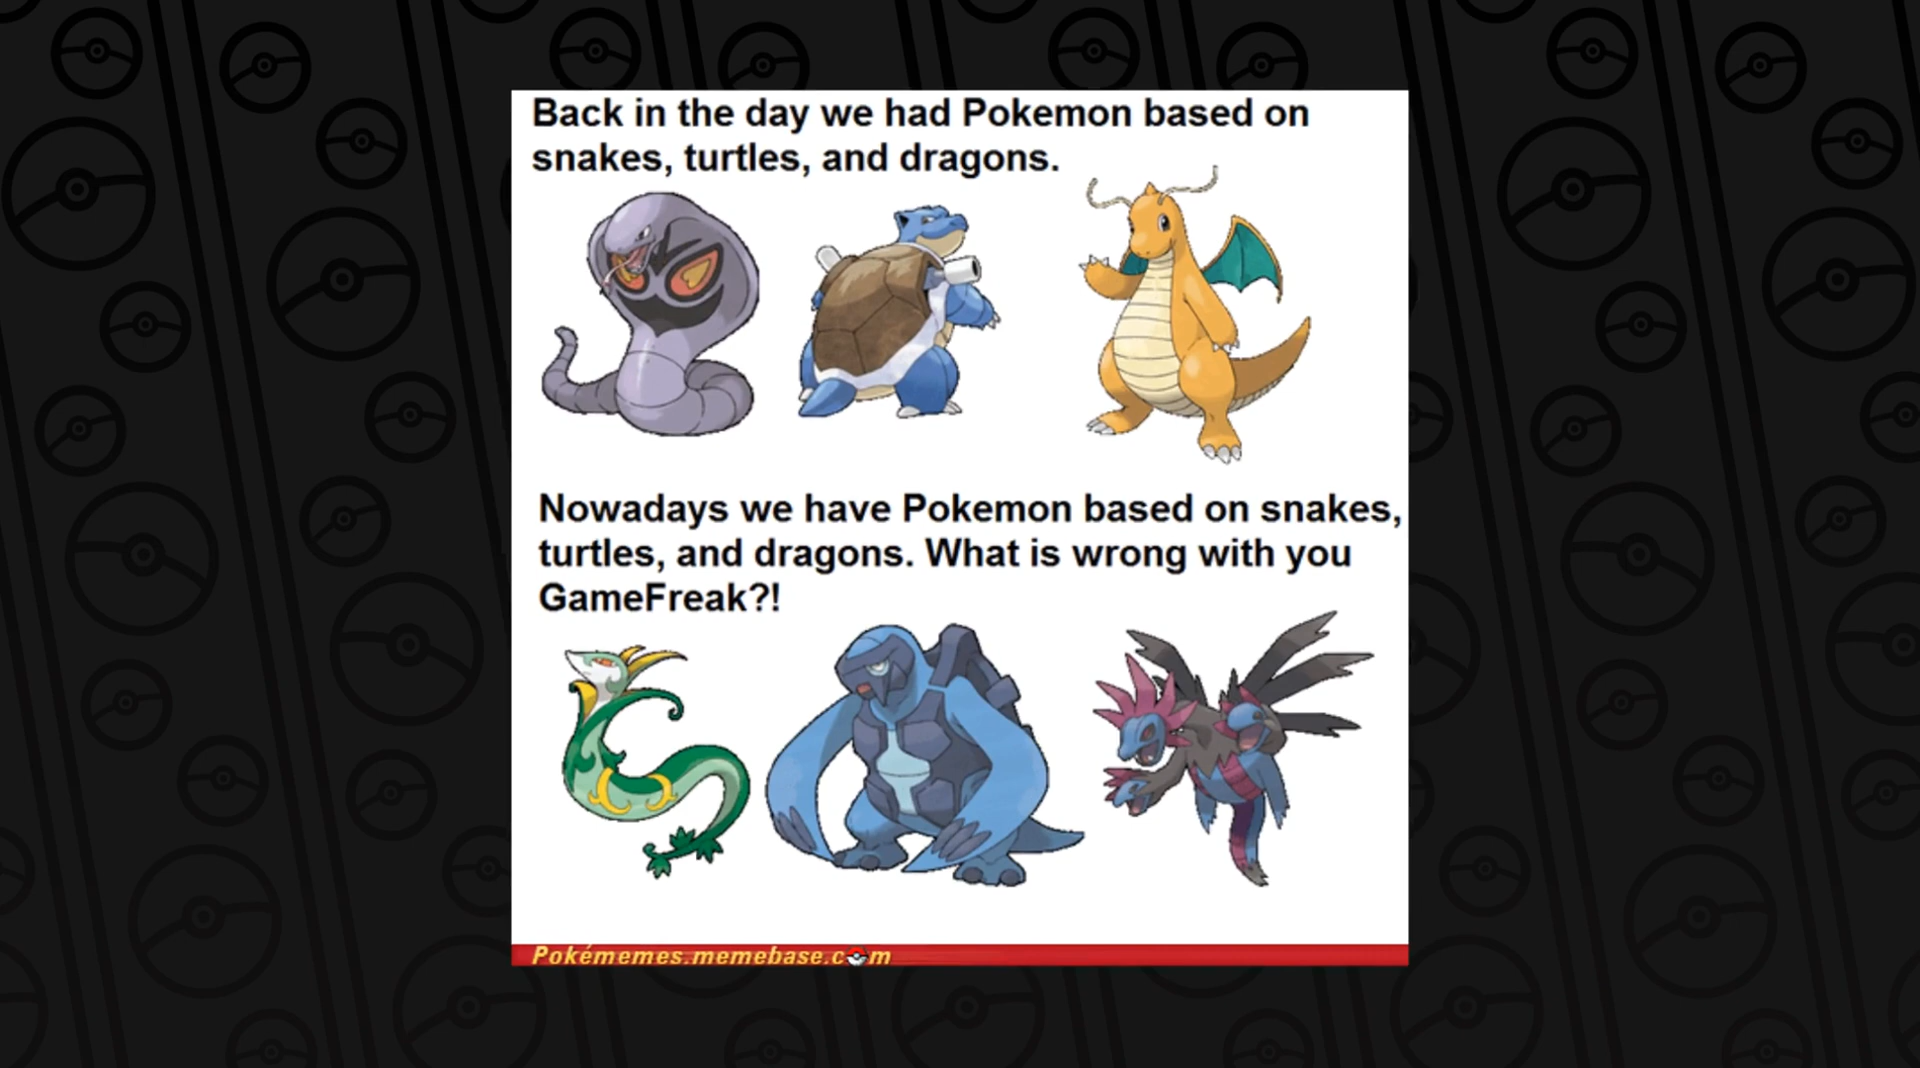 Back in the day we had Pokemon based on
snakes, turtles, and dragons.
Nowadays we have Pokemon based on snakes,
turtles, and dragons. What is wrong with you
GameFreak?!
Pokémemes.memebase.com